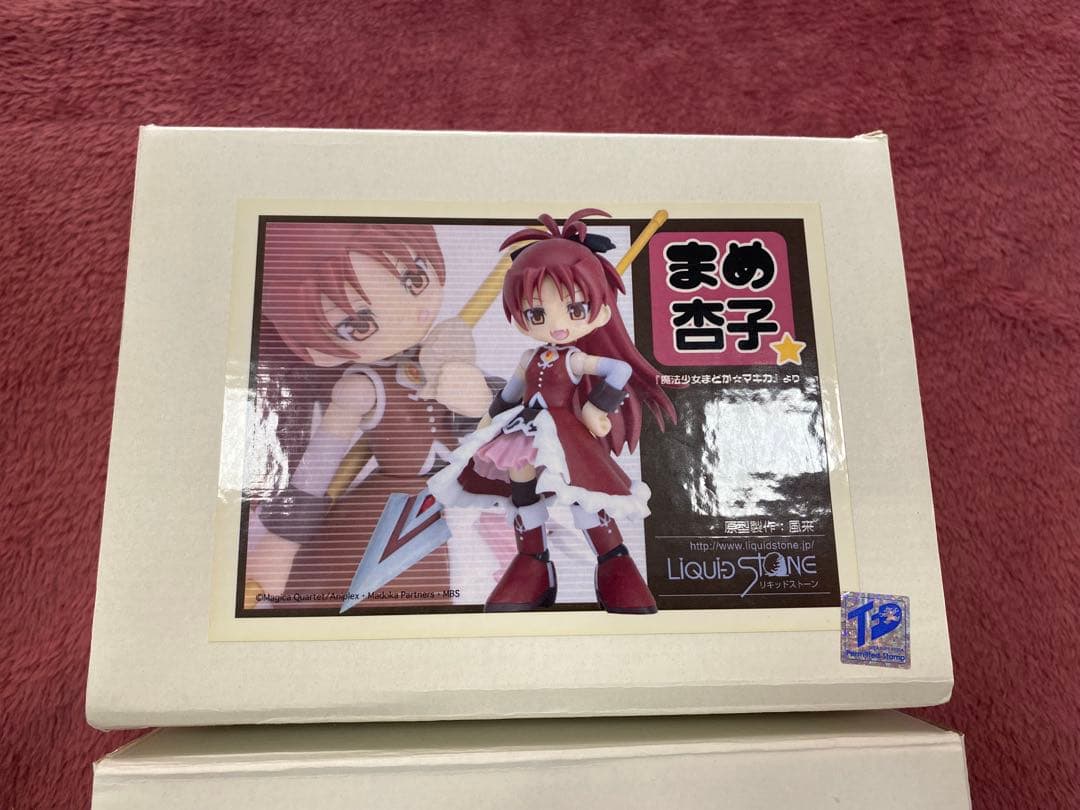 まめ
杏子
『魔法少女まどか☆マギカ』より
原型製作：風来
http://www.liquidstone.jp/
LIQUID STONE
リキッドストーン
©Magica Quartet/Aniplex・Madoka Partners・MBS
Permitted Stamp